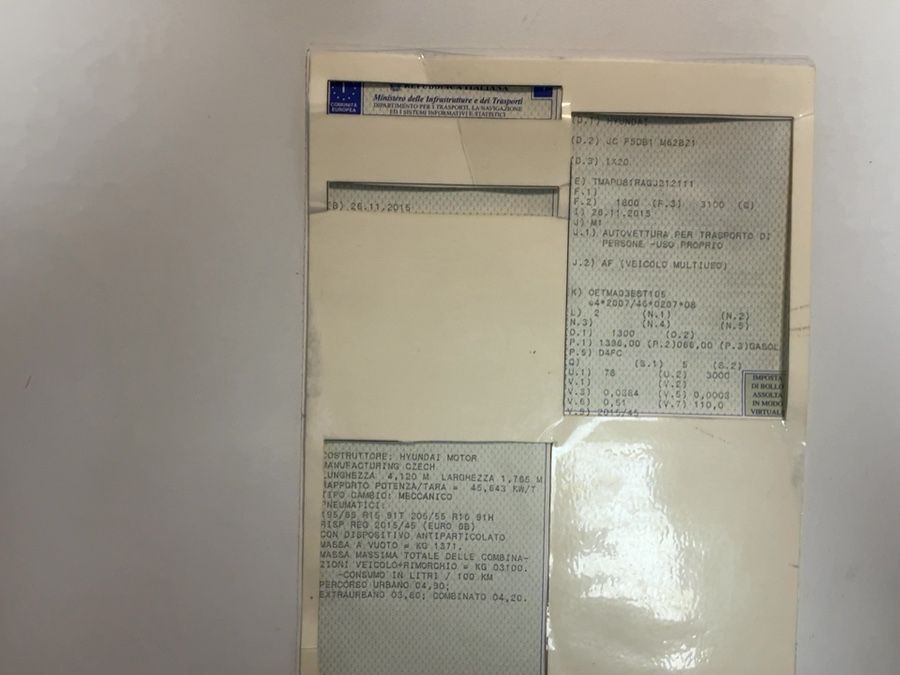 REPUBBLICA ITALIANA
COMUNITÀ
EUROPEA
Ministero delle Infrastrutture e dei Trasporti
DIPARTIMENTO PER I TRASPORTI, LA NAVIGAZIONE
ED I SISTEMI INFORMATIVI E STATISTICI
(B) 26.11.2015
(D.1) HYUNDAI
(D.2) JC F5DB1 M62BZ1
(D.3) IX20
(E) TMAPU81RAGJ212111
(F.1)
(F.2) 1800 (F.3) 3100 (G)
(I) 26.11.2015
(J) M1
(J.1) AUTOVETTURA PER TRASPORTO DI
PERSONE -USO PROPRIO
(J.2) AF (VEICOLO MULTIUSO)
(K) OETMA03EST105
e4*2007/46*0207*08
(L) 2 (N.1) (N.2)
(N.3) (N.4) (N.5)
(O.1) 1300 (O.2)
(P.1) 1396,00 (P.2)066,00 (P.3)GASOL
(P.5) D4FC
(Q) (S.1) 5 (S.2)
(U.1) 78 (U.2) 3000
(V.1) (V.2)
(V.3) 0,0384 (V.5) 0,0003
(V.6) 0,51 (V.7) 110,0
(V.9) 2015/45
IMPOSTA
DI BOLLO
ASSOLTA
IN MODO
VIRTUALE
COSTRUTTORE: HYUNDAI MOTOR
MANUFACTURING CZECH
LUNGHEZZA 4,120 M LARGHEZZA 1,765 M
RAPPORTO POTENZA/TARA = 45,643 KW/T
TIPO CAMBIO: MECCANICO
PNEUMATICI:
195/65 R15 91T 205/55 R16 91H
RISP REG 2015/45 (EURO 6B)
CON DISPOSITIVO ANTIPARTICOLATO
MASSA A VUOTO = KG 1371.
MASSA MASSIMA TOTALE DELLE COMBINA-
ZIONI VEICOLO+RIMORCHIO = KG 03100.
-CONSUMO IN LITRI / 100 KM
PERCORSO URBANO 04,90;
EXTRAURBANO 03,80; COMBINATO 04,20.